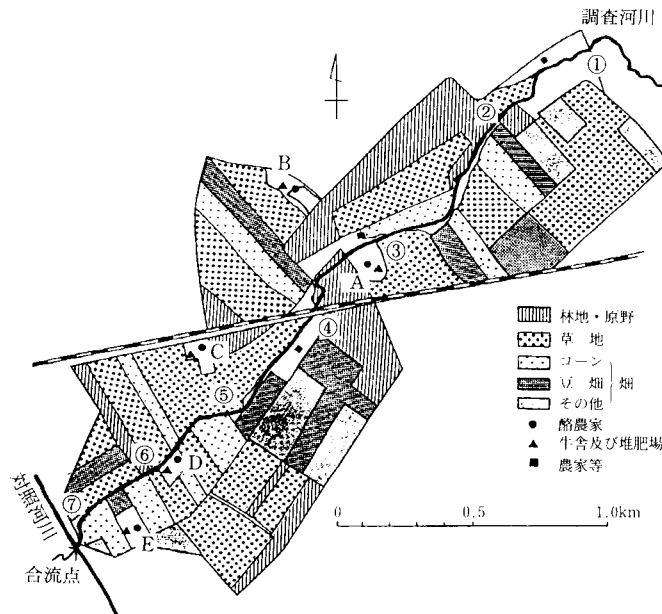 調査河川
①
②
B
③
A
林地・原野
草 地
コーン
豆 畑
畑
その他
酪農家
牛舎及び堆肥場
農家等
④
C
⑤
⑥
D
⑦
E
対照河川
合流点
0 0.5 1.0km